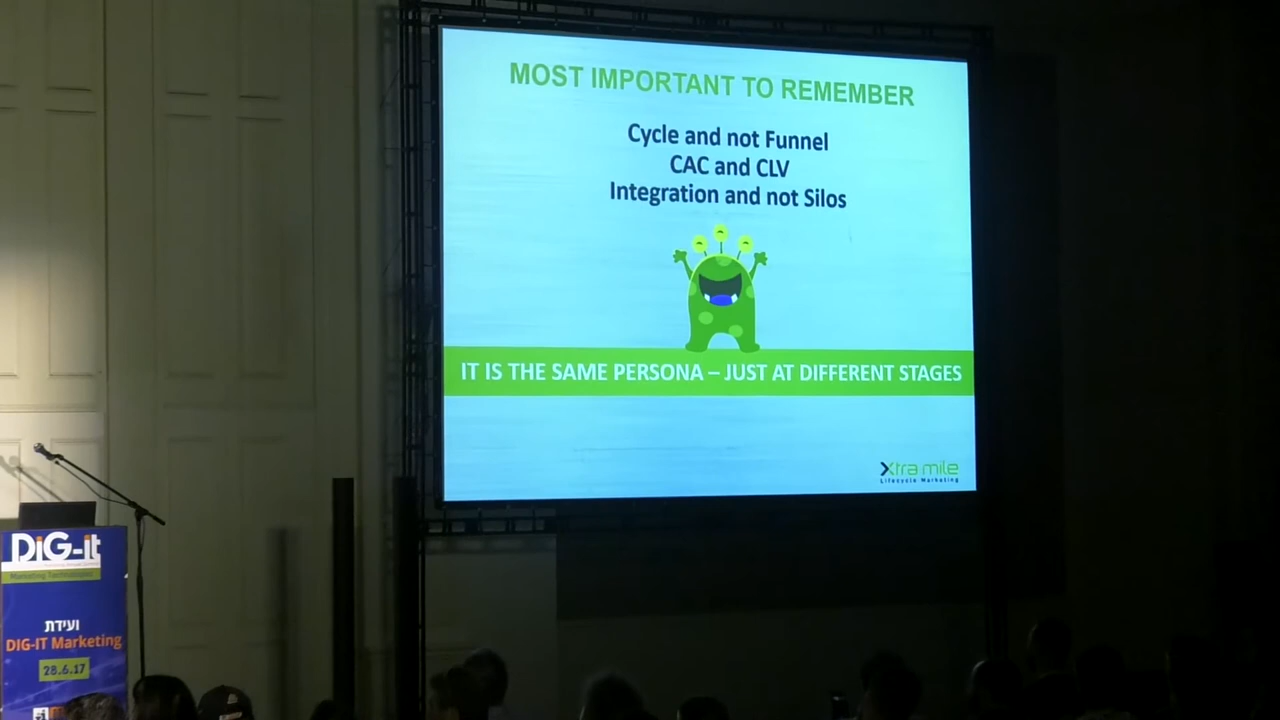 MOST IMPORTANT TO REMEMBER
Cycle and not Funnel
CAC and CLV
Integration and not Silos
IT IS THE SAME PERSONA – JUST AT DIFFERENT STAGES
Xtra mile
Lifecycle Marketing
DiG-it
Marketing Technologies
ועידת
DIG-IT Marketing
28.6.17